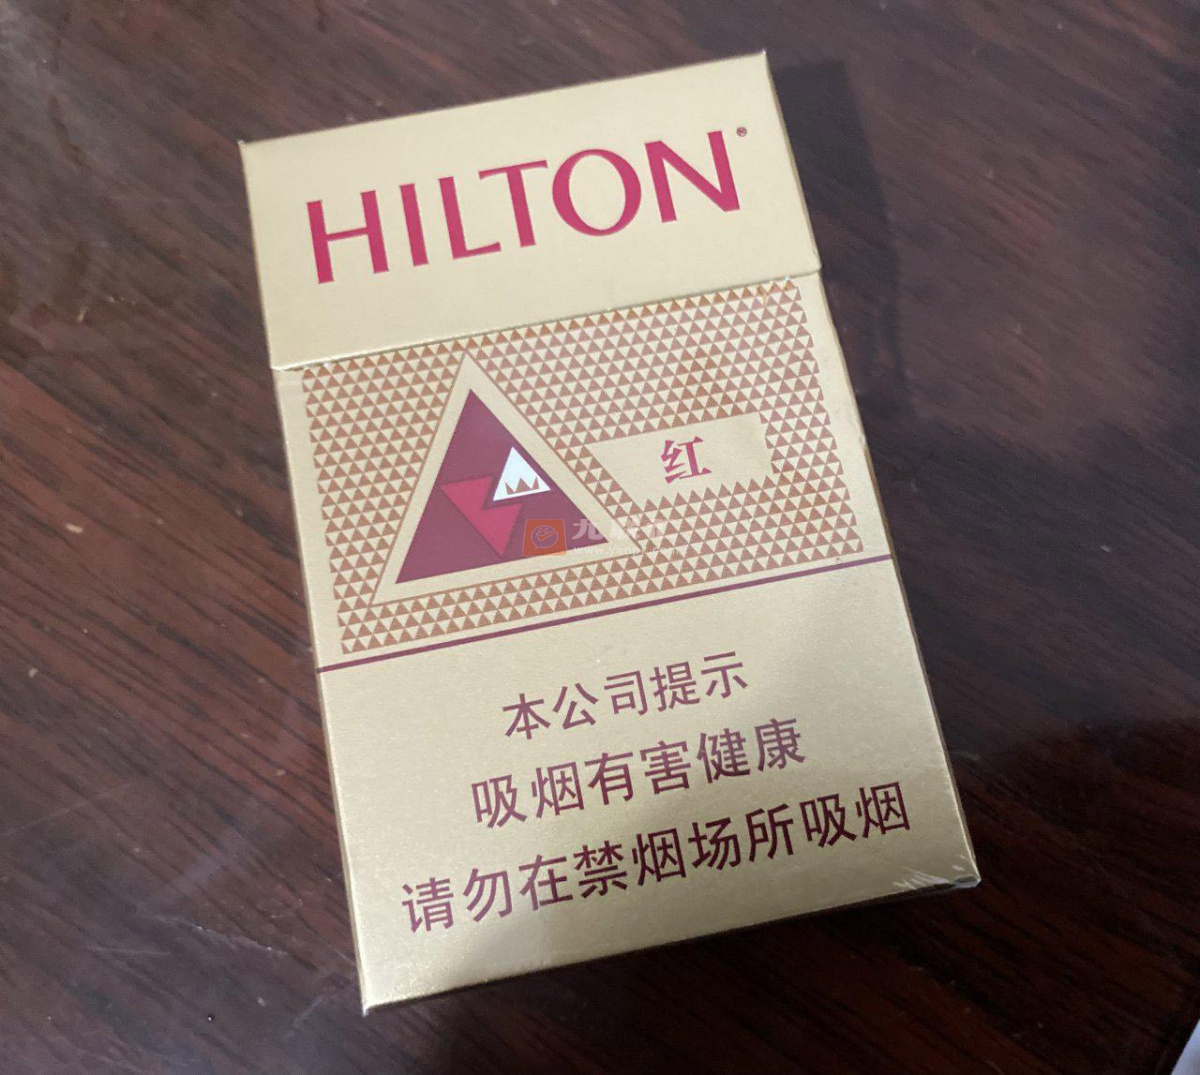 HILTON®
红
本公司提示
吸烟有害健康
请勿在禁烟场所吸烟